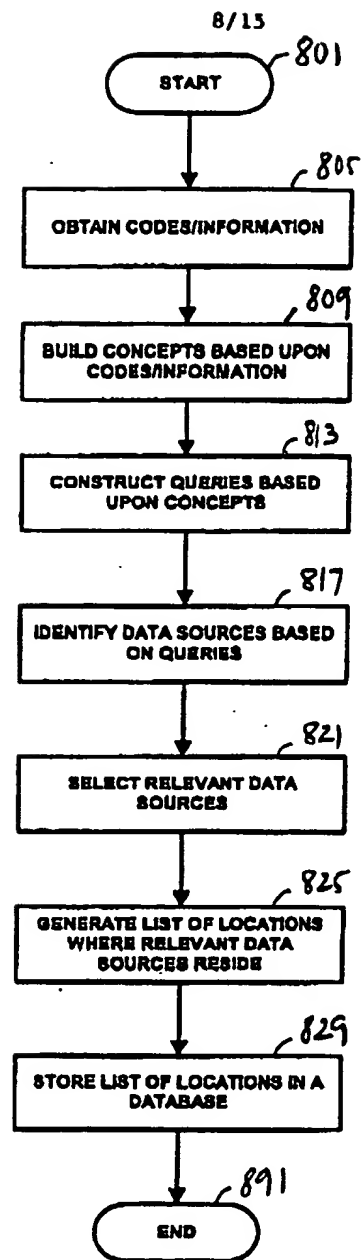 8/15
801
START
805
OBTAIN CODES/INFORMATION
809
BUILD CONCEPTS BASED UPON
CODES/INFORMATION
813
CONSTRUCT QUERIES BASED
UPON CONCEPTS
817
IDENTIFY DATA SOURCES BASED
ON QUERIES
821
SELECT RELEVANT DATA
SOURCES
825
GENERATE LIST OF LOCATIONS
WHERE RELEVANT DATA
SOURCES RESIDE
829
STORE LIST OF LOCATIONS IN A
DATABASE
891
END